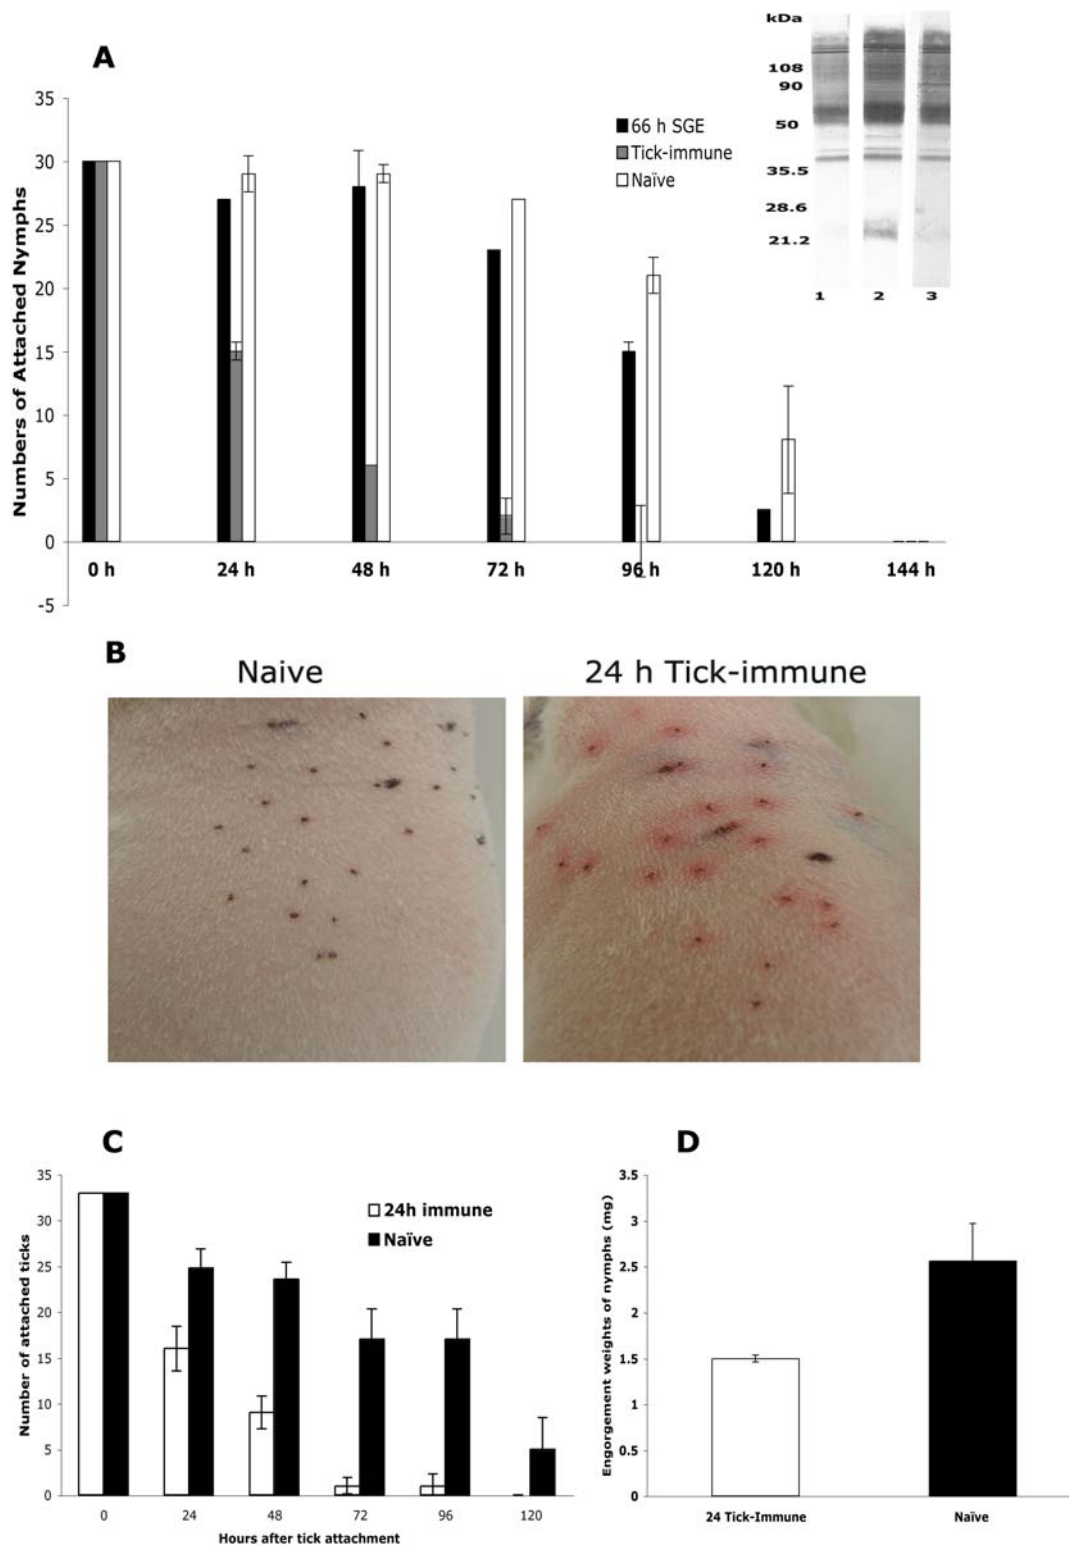 A
35
30
25
20
15
10
5
0
-5
Numbers of Attached Nymphs
0 h 24 h 48 h 72 h 96 h 120 h 144 h
66 h SGE
Tick-immune
Naïve
kDa
108
90
50
35.5
28.6
21.2
1 2 3
B
Naive 24 h Tick-immune
C
35
30
25
20
15
10
5
0
Number of attached ticks
24h immune
Naïve
0 24 48 72 96 120
Hours after tick attachment
D
3.5
3
2.5
2
1.5
1
0.5
0
Engorgement weights of nymphs (mg)
24 Tick-Immune Naïve